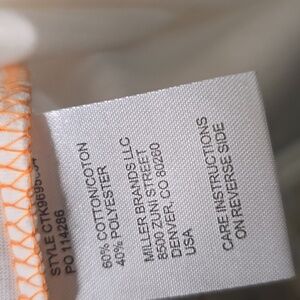 PO 114286
60% COTTON/COTON
40% POLYESTER
MILLER BRANDS LLC
8500 ZUNI STREET
DENVER, CO 80260
USA
CARE INSTRUCTIONS
ON REVERSE SIDE